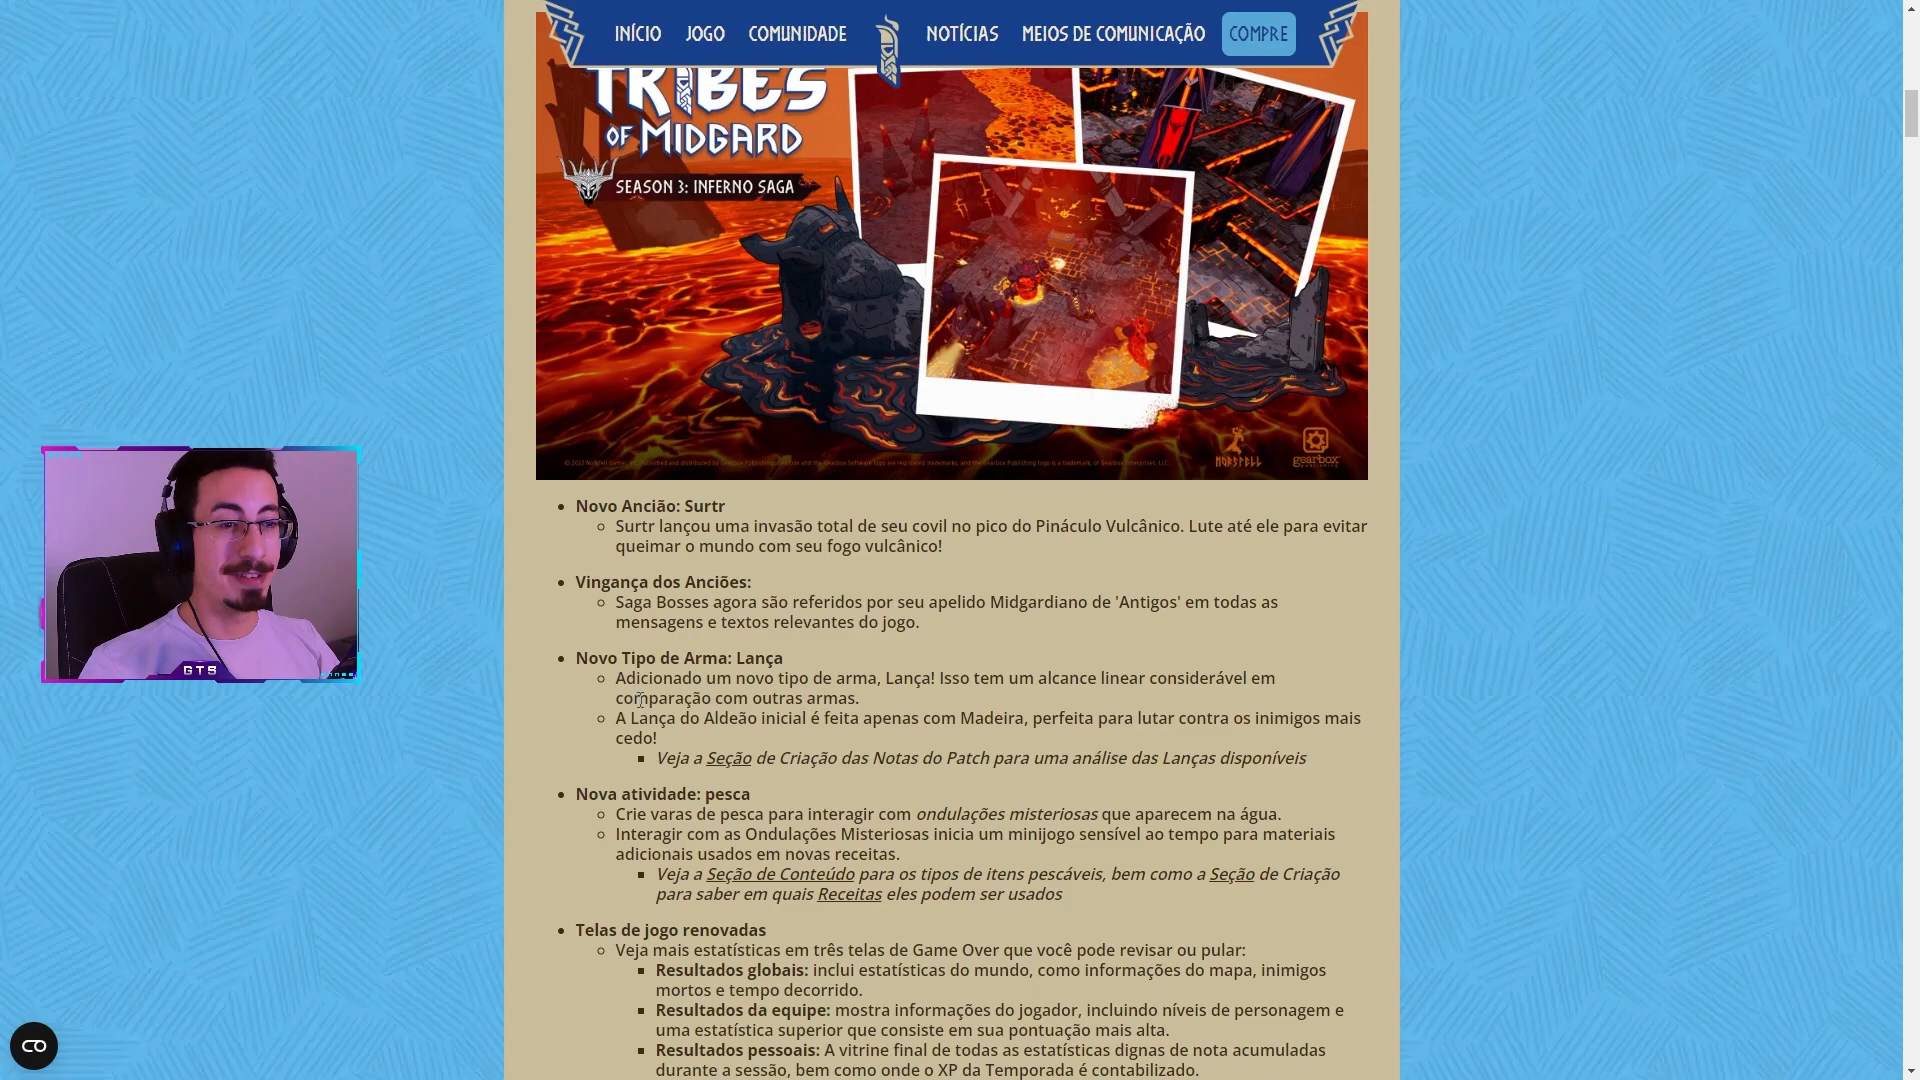 INÍCIO JOGO COMUNIDADE NOTÍCIAS MEIOS DE COMUNICAÇÃO COMPRE
TRIBES
OF MIDGARD
SEASON 3: INFERNO SAGA
NORSFELL
gearbox
Novo Ancião: Surtr
Surtr lançou uma invasão total de seu covil no pico do Pináculo Vulcânico. Lute até ele para evitar
queimar o mundo com seu fogo vulcânico!
Vingança dos Anciões:
Saga Bosses agora são referidos por seu apelido Midgardiano de 'Antigos' em todas as
mensagens e textos relevantes do jogo.
Novo Tipo de Arma: Lança
Adicionado um novo tipo de arma, Lança! Isso tem um alcance linear considerável em
comparação com outras armas.
A Lança do Aldeão inicial é feita apenas com Madeira, perfeita para lutar contra os inimigos mais
cedo!
Veja a Seção de Criação das Notas do Patch para uma análise das Lanças disponíveis
Nova atividade: pesca
Crie varas de pesca para interagir com ondulações misteriosas que aparecem na água.
Interagir com as Ondulações Misteriosas inicia um minijogo sensível ao tempo para materiais
adicionais usados em novas receitas.
Veja a Seção de Conteúdo para os tipos de itens pescáveis, bem como a Seção de Criação
para saber em quais Receitas eles podem ser usados
Telas de jogo renovadas
Veja mais estatísticas em três telas de Game Over que você pode revisar ou pular:
Resultados globais: inclui estatísticas do mundo, como informações do mapa, inimigos
mortos e tempo decorrido.
Resultados da equipe: mostra informações do jogador, incluindo níveis de personagem e
uma estatística superior que consiste em sua pontuação mais alta.
Resultados pessoais: A vitrine final de todas as estatísticas dignas de nota acumuladas
durante a sessão, bem como onde o XP da Temporada é contabilizado.
GTS